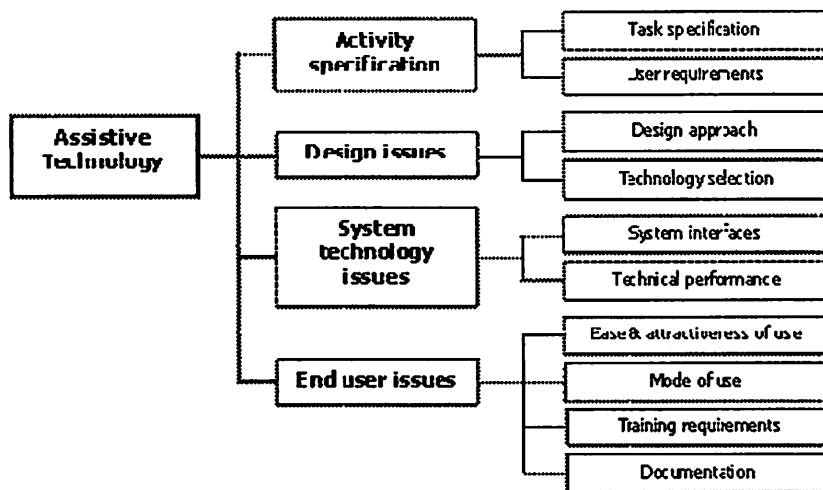 Assistive
Technology
Activity
specification
Task specification
User requirements
Design issues
Design approach
Technology selection
System
technology
issues
System interfaces
Technical performance
End user issues
Ease & attractiveness of use
Mode of use
Training requirements
Documentation